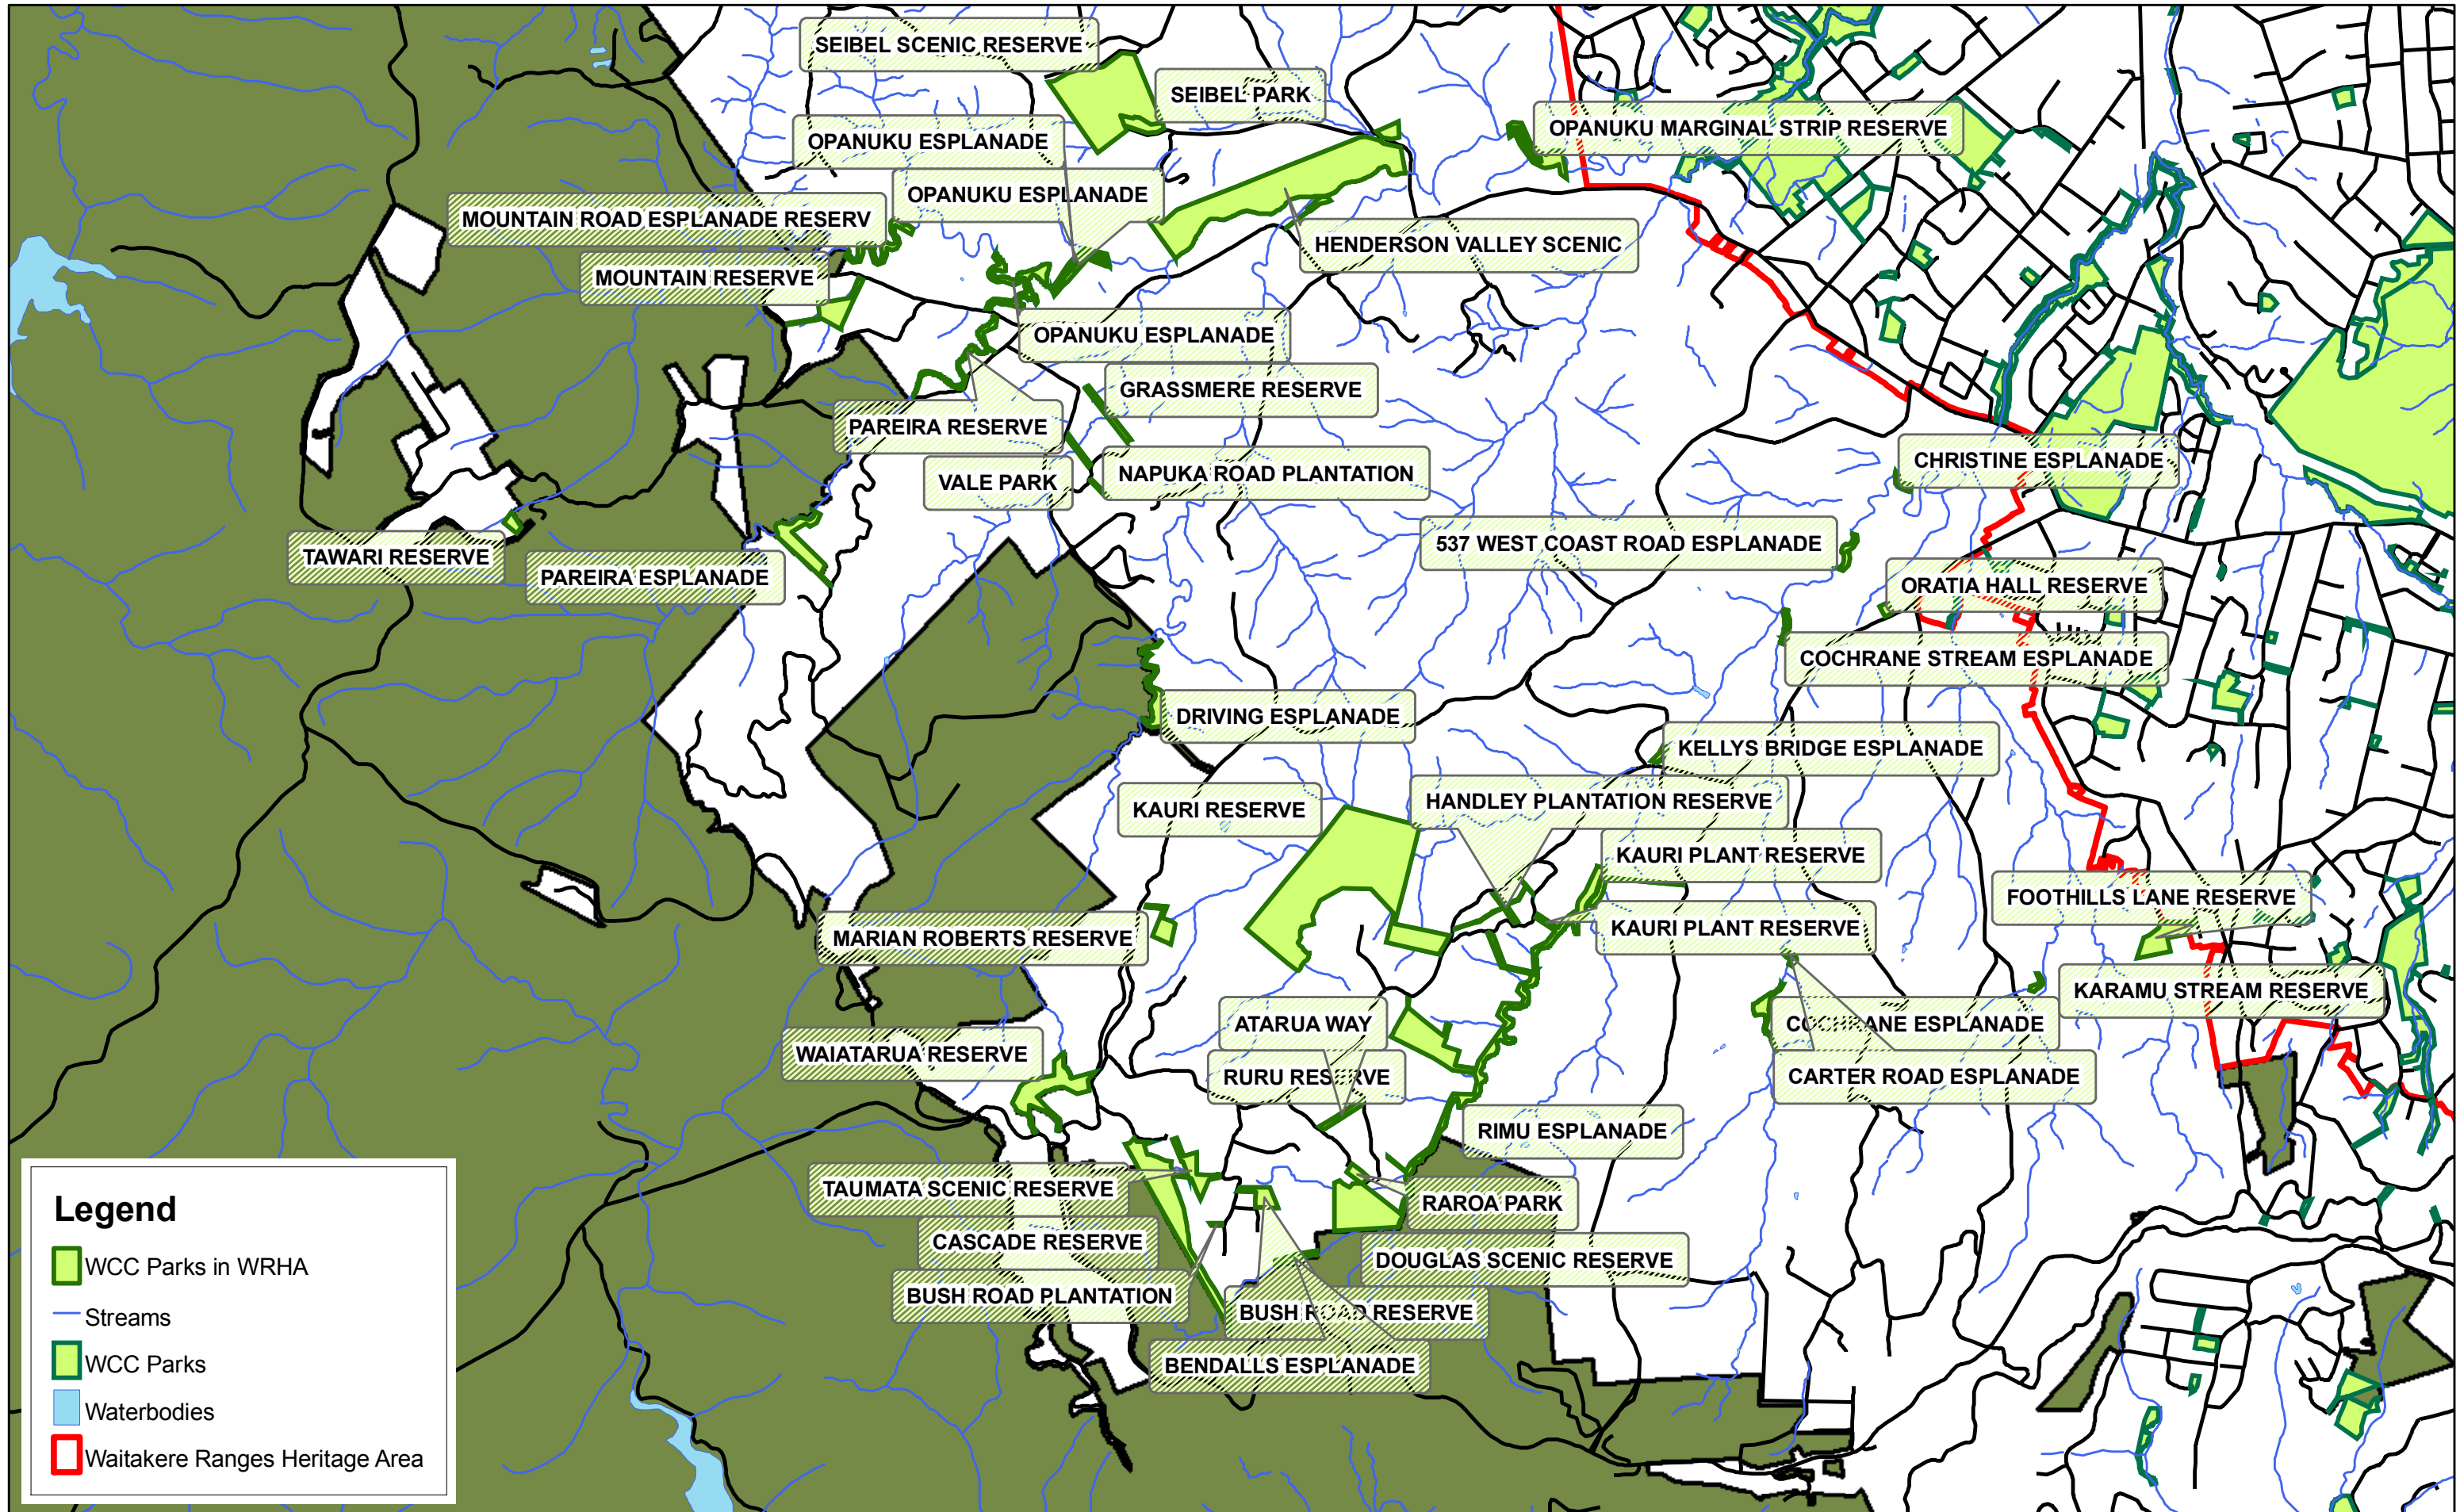 SEIBEL SCENIC RESERVE
SEIBEL PARK
OPANUKU MARGINAL STRIP RESERVE
OPANUKU ESPLANADE
OPANUKU ESPLANADE
MOUNTAIN ROAD ESPLANADE RESERV
HENDERSON VALLEY SCENIC
MOUNTAIN RESERVE
OPANUKU ESPLANADE
GRASSMERE RESERVE
PAREIRA RESERVE
CHRISTINE ESPLANADE
NAPUKA ROAD PLANTATION
VALE PARK
537 WEST COAST ROAD ESPLANADE
TAWARI RESERVE
PAREIRA ESPLANADE
ORATIA HALL RESERVE
COCHRANE STREAM ESPLANADE
DRIVING ESPLANADE
KELLYS BRIDGE ESPLANADE
HANDLEY PLANTATION RESERVE
KAURI RESERVE
KAURI PLANT RESERVE
FOOTHILLS LANE RESERVE
KAURI PLANT RESERVE
MARIAN ROBERTS RESERVE
KARAMU STREAM RESERVE
ATARUA WAY
COCHRANE ESPLANADE
WAIATARUA RESERVE
RURU RESERVE
CARTER ROAD ESPLANADE
RIMU ESPLANADE
TAUMATA SCENIC RESERVE
RAROA PARK
CASCADE RESERVE
DOUGLAS SCENIC RESERVE
BUSH ROAD PLANTATION
BUSH ROAD RESERVE
BENDALLS ESPLANADE
Legend
WCC Parks in WRHA
Streams
WCC Parks
Waterbodies
Waitakere Ranges Heritage Area